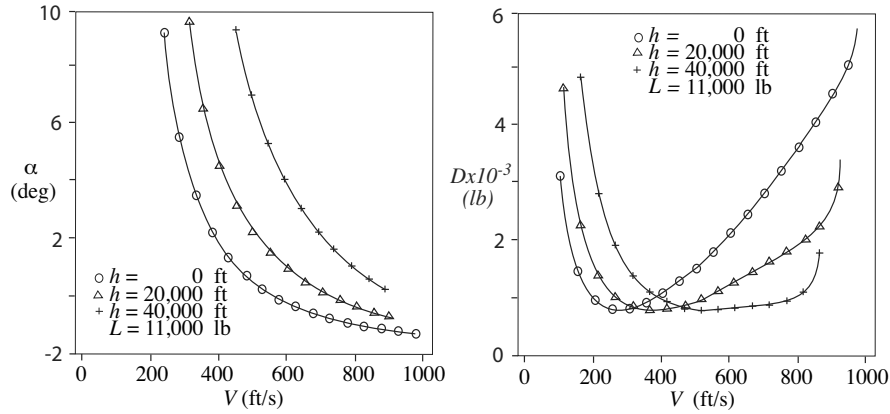 10
6
2
-2
α
(deg)
h = 0 ft
h = 20,000 ft
h = 40,000 ft
L = 11,000 lb
0 200 400 600 800 1000
V (ft/s)
6
4
2
0
Dx10⁻³
(lb)
h = 0 ft
h = 20,000 ft
h = 40,000 ft
L = 11,000 lb
0 200 400 600 800 1000
V (ft/s)